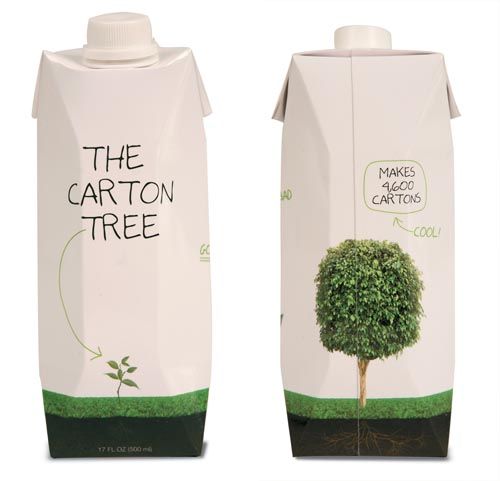 THE
CARTON
TREE
17 FL OZ (500 ml)
MAKES
4,600
CARTONS
COOL!